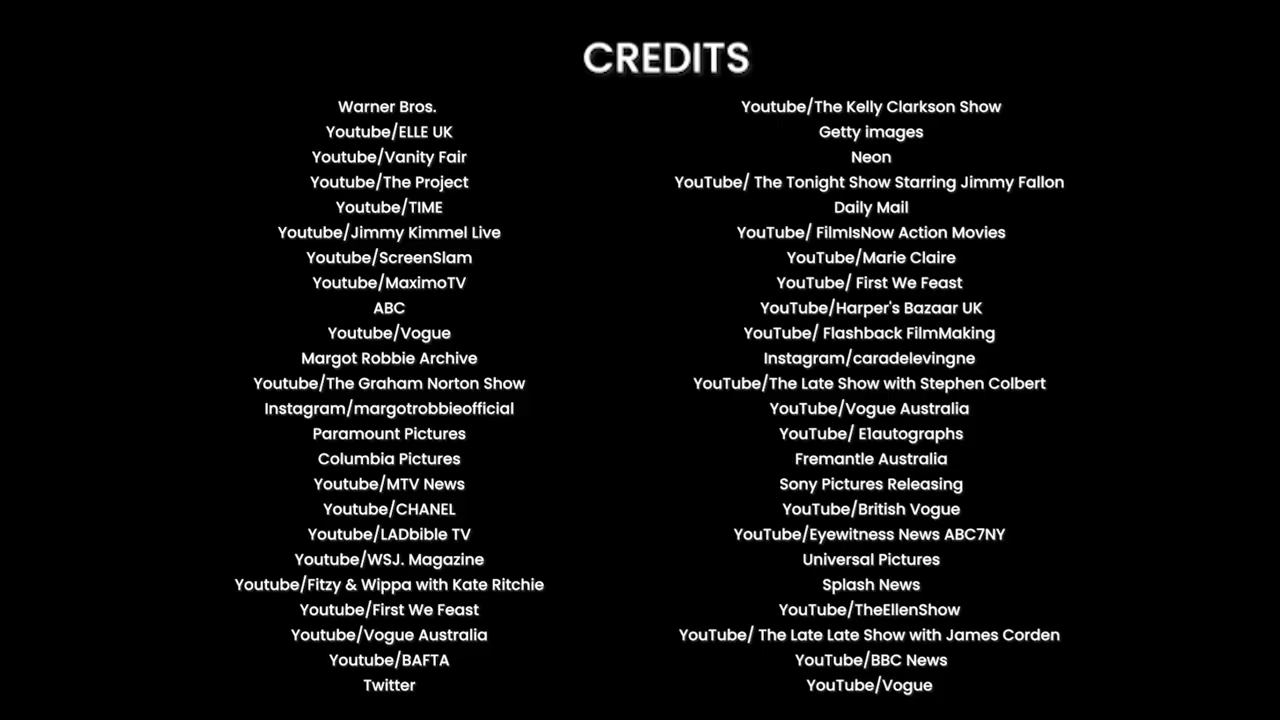 CREDITS
Warner Bros.
Youtube/ELLE UK
Youtube/Vanity Fair
Youtube/The Project
Youtube/TIME
Youtube/Jimmy Kimmel Live
Youtube/ScreenSlam
Youtube/MaximoTV
ABC
Youtube/Vogue
Margot Robbie Archive
Youtube/The Graham Norton Show
Instagram/margotrobbieofficial
Paramount Pictures
Columbia Pictures
Youtube/MTV News
Youtube/CHANEL
Youtube/LADbible TV
Youtube/WSJ. Magazine
Youtube/Fitzy & Wippa with Kate Ritchie
Youtube/First We Feast
Youtube/Vogue Australia
Youtube/BAFTA
Twitter
Youtube/The Kelly Clarkson Show
Getty images
Neon
YouTube/ The Tonight Show Starring Jimmy Fallon
Daily Mail
YouTube/ FilmIsNow Action Movies
YouTube/Marie Claire
YouTube/ First We Feast
YouTube/Harper's Bazaar UK
YouTube/ Flashback FilmMaking
Instagram/caradelevingne
YouTube/The Late Show with Stephen Colbert
YouTube/Vogue Australia
YouTube/ E1autographs
Fremantle Australia
Sony Pictures Releasing
YouTube/British Vogue
YouTube/Eyewitness News ABC7NY
Universal Pictures
Splash News
YouTube/TheEllenShow
YouTube/ The Late Late Show with James Corden
YouTube/BBC News
YouTube/Vogue